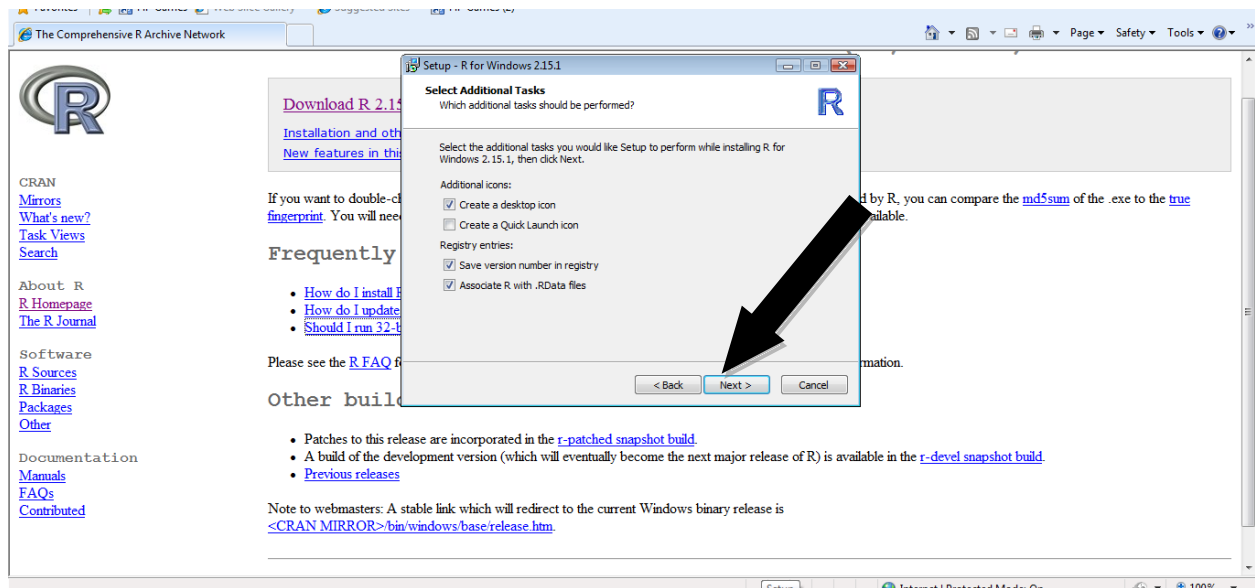 The Comprehensive R Archive Network
Page
Safety
Tools
R
CRAN
Mirrors
What's new?
Task Views
Search
About R
R Homepage
The R Journal
Software
R Sources
R Binaries
Packages
Other
Documentation
Manuals
FAQs
Contributed
Download R 2.15
Installation and oth
New features in this
If you want to double-c
d by R, you can compare the md5sum of the .exe to the true
fingerprint. You will nee
ailable.
Frequently
How do I install
How do I update
Should I run 32-b
Please see the R FAQ f
rmation.
Other buil
Patches to this release are incorporated in the r-patched snapshot build.
A build of the development version (which will eventually become the next major release of R) is available in the r-devel snapshot build.
Previous releases
Note to webmasters: A stable link which will redirect to the current Windows binary release is
<CRAN MIRROR>/bin/windows/base/release.htm.
Setup - R for Windows 2.15.1
Select Additional Tasks
Which additional tasks should be performed?
R
Select the additional tasks you would like Setup to perform while installing R for
Windows 2.15.1, then click Next.
Additional icons:
Create a desktop icon
Create a Quick Launch icon
Registry entries:
Save version number in registry
Associate R with .RData files
< Back
Next >
Cancel
100%